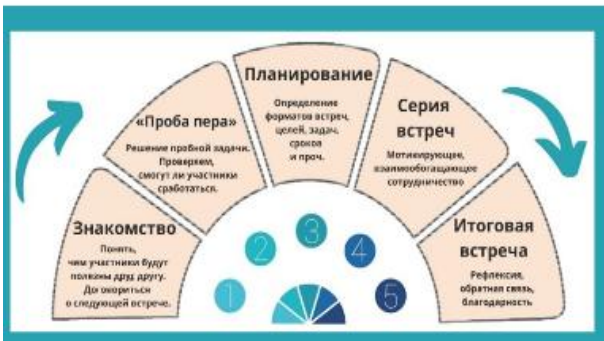 Знакомство
Понять,
чем участники будут
полезны друг другу.
Договориться
о следующей встрече.
«Проба пера»
Решение пробной задачи.
Проверяем,
смогут ли участники
сработаться.
Планирование
Определение
форматов встреч,
целей, задач,
сроков
и проч.
Серия
встреч
Мотивирующее,
взаимообогащающее
сотрудничество
Итоговая
встреча
Рефлексия,
обратная связь,
благодарность
1
2
3
4
5